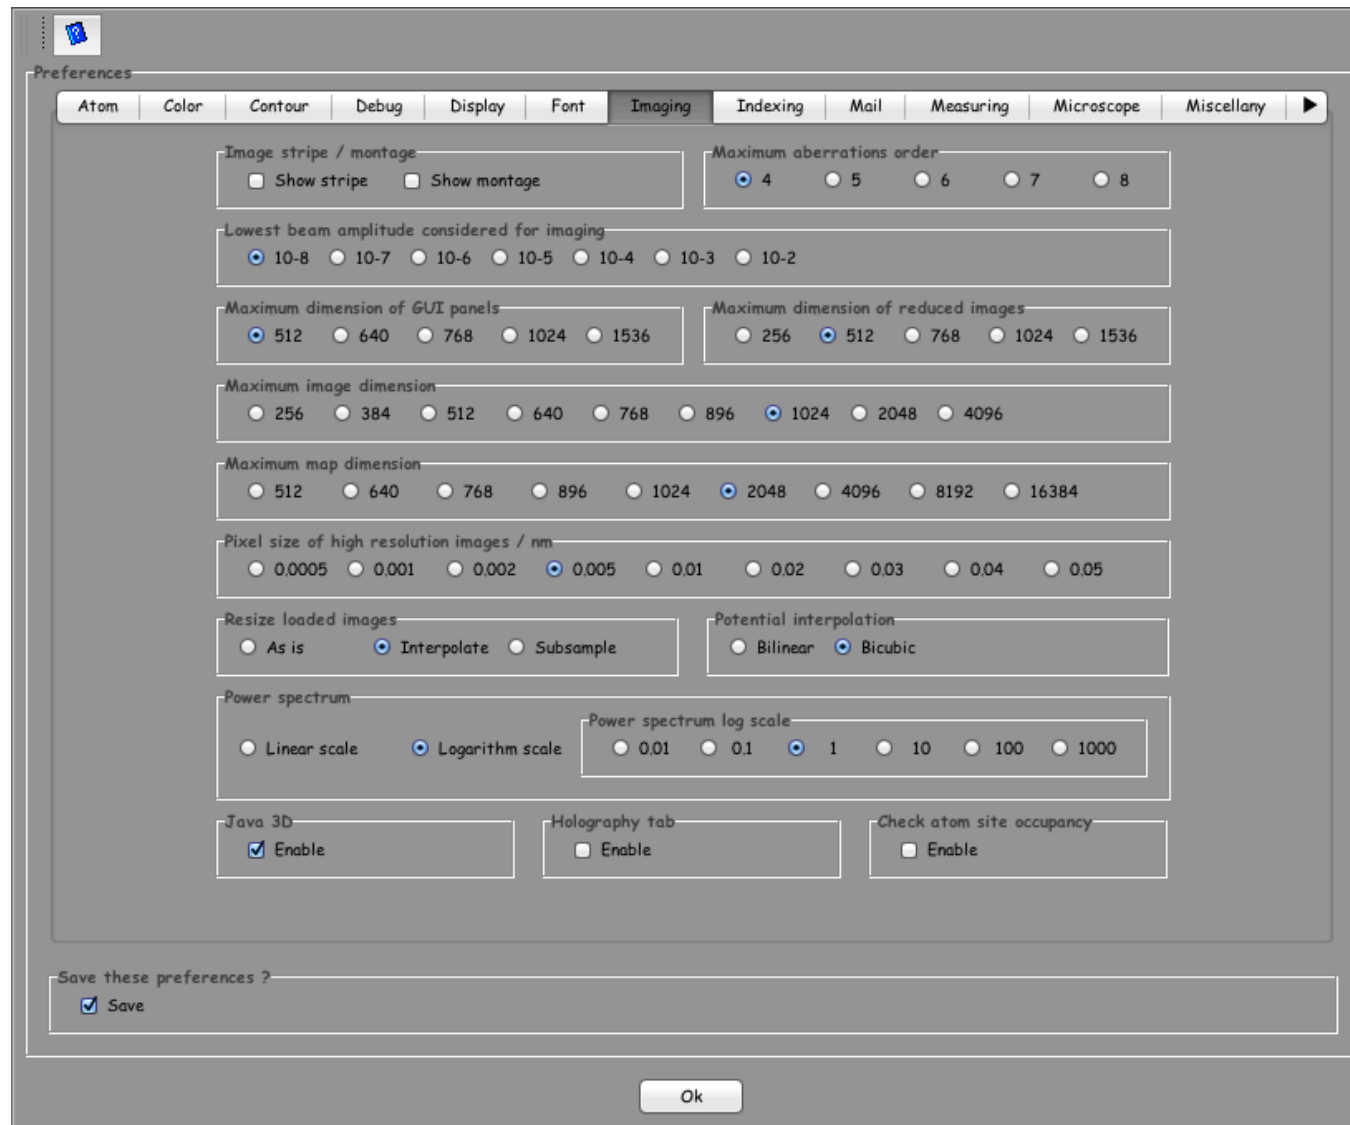 Preferences
Atom Color Contour Debug Display Font Imaging Indexing Mail Measuring Microscope Miscellany
Image stripe / montage
Show stripe Show montage
Maximum aberrations order
4 5 6 7 8
Lowest beam amplitude considered for imaging
10-8 10-7 10-6 10-5 10-4 10-3 10-2
Maximum dimension of GUI panels
512 640 768 1024 1536
Maximum dimension of reduced images
256 512 768 1024 1536
Maximum image dimension
256 384 512 640 768 896 1024 2048 4096
Maximum map dimension
512 640 768 896 1024 2048 4096 8192 16384
Pixel size of high resolution images / nm
0.0005 0.001 0.002 0.005 0.01 0.02 0.03 0.04 0.05
Resize loaded images
As is Interpolate Subsample
Potential interpolation
Bilinear Bicubic
Power spectrum
Linear scale Logarithm scale
Power spectrum log scale
0.01 0.1 1 10 100 1000
Java 3D
Enable
Holography tab
Enable
Check atom site occupancy
Enable
Save these preferences ?
Save
Ok